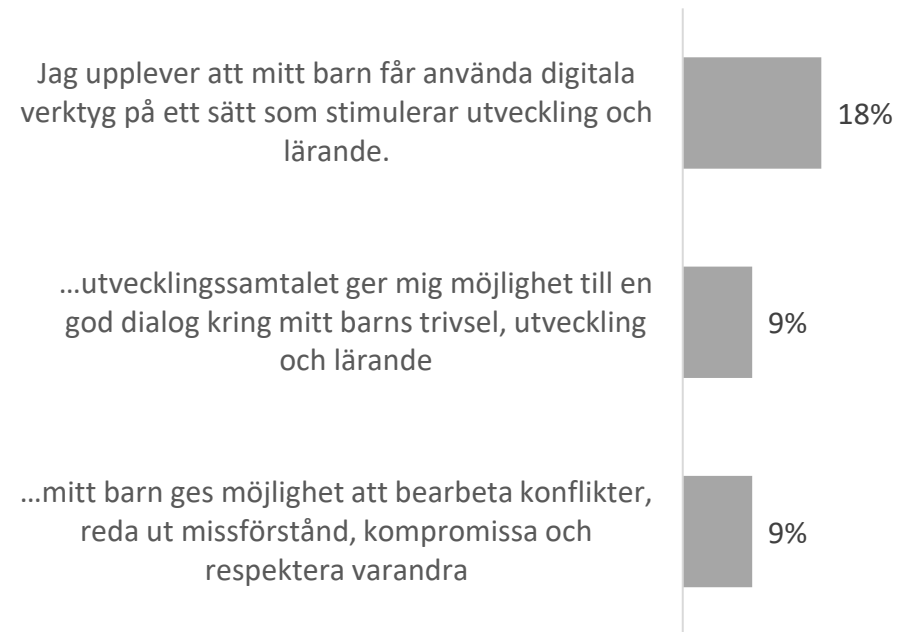 Jag upplever att mitt barn får använda digitala
verktyg på ett sätt som stimulerar utveckling och
lärande.
18%
…utvecklingssamtalet ger mig möjlighet till en
god dialog kring mitt barns trivsel, utveckling
och lärande
9%
…mitt barn ges möjlighet att bearbeta konflikter,
reda ut missförstånd, kompromissa och
respektera varandra
9%